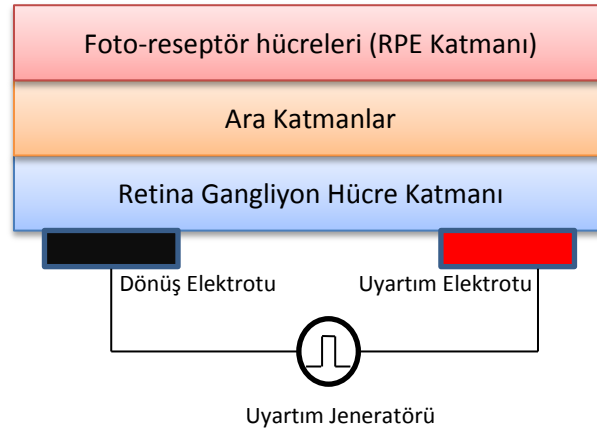 Foto-reseptör hücreleri (RPE Katmanı)
Ara Katmanlar
Retina Gangliyon Hücre Katmanı
Dönüş Elektrotu
Uyartım Elektrotu
Uyartım Jeneratörü